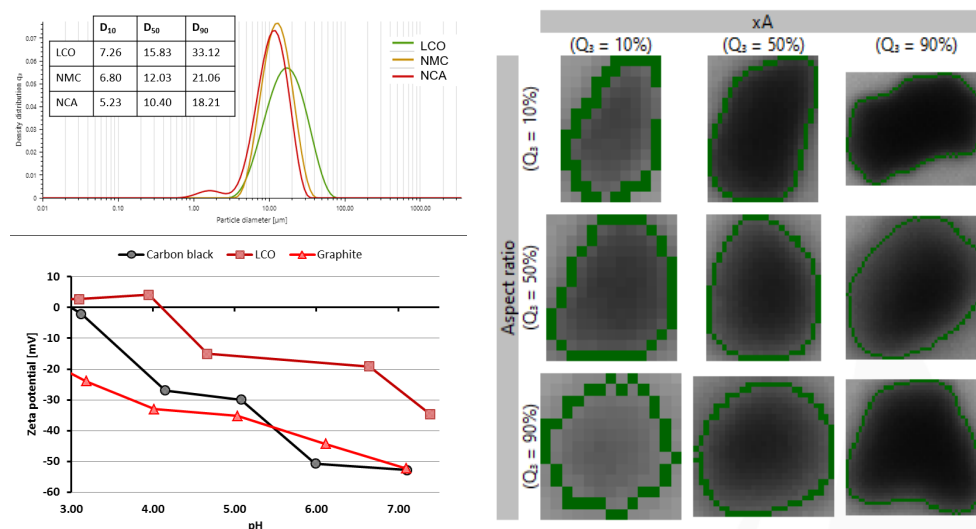 D10 D50 D90
LCO 7.26 15.83 33.12
NMC 6.80 12.03 21.06
NCA 5.23 10.40 18.21
LCO
NMC
NCA
Density distribution q3
0.07
0.06
0.05
0.04
0.03
0.02
0.01
0
0.01 0.10 1.00 10.00 100.00 1000.00
Particle diameter [µm]
Carbon black LCO Graphite
Zeta potential [mV]
10
0
-10
-20
-30
-40
-50
-60
3.00 4.00 5.00 6.00 7.00
pH
xA
(Q3 = 10%) (Q3 = 50%) (Q3 = 90%)
Aspect ratio
(Q3 = 10%)
(Q3 = 50%)
(Q3 = 90%)